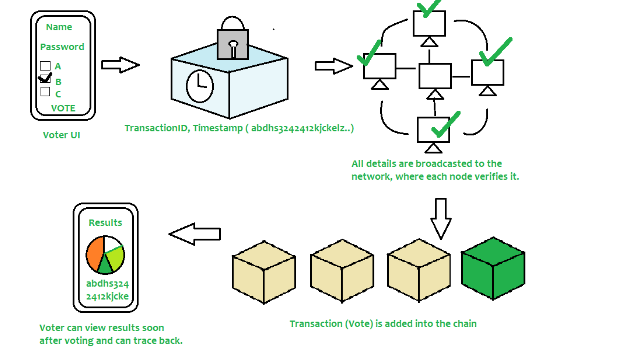 Name
Password
A
B
C
VOTE
Voter UI
TransactionID, Timestamp ( abdhs3242412kjckelz..)
All details are broadcasted to the
network, where each node verifies it.
Results
abdhs324
2412kjcke
Voter can view results soon
after voting and can trace back.
Transaction (Vote) is added into the chain